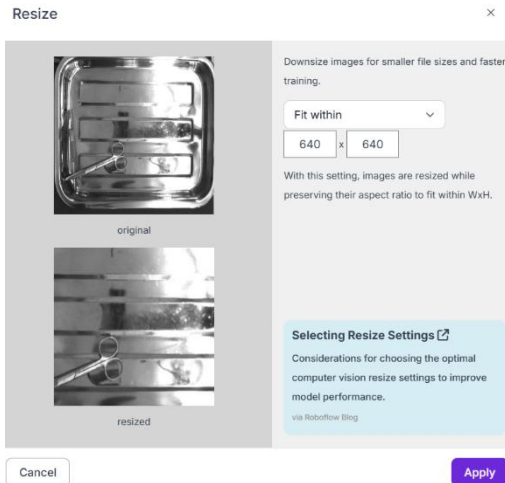 Resize
×
original
resized
Downsize images for smaller file sizes and faster
training.
Fit within
640 x 640
With this setting, images are resized while
preserving their aspect ratio to fit within WxH.
Selecting Resize Settings
Considerations for choosing the optimal
computer vision resize settings to improve
model performance.
via Roboflow Blog
Cancel
Apply